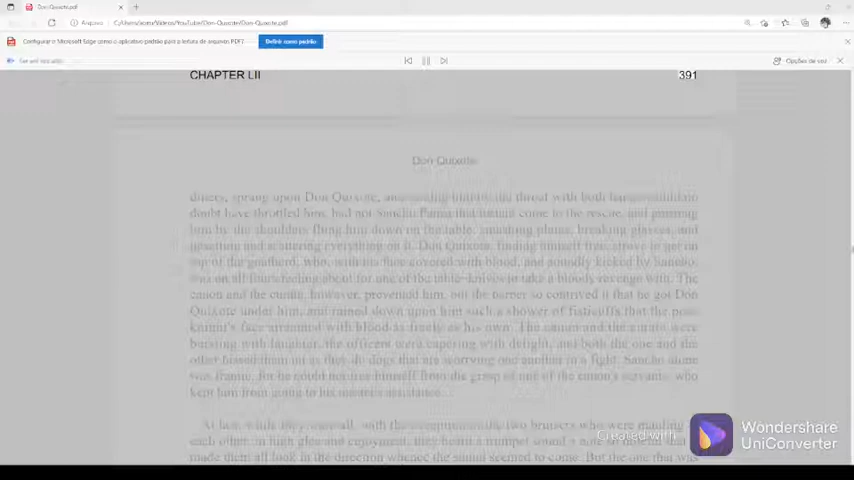 Don Quixote.pdf
Arquivo C:/Users/ Videos/YouTube/Don-Quixote/Don-Quixote.pdf
Configurar o Microsoft Edge como o aplicativo padrão para a leitura de arquivos PDF? Definir como padrão
Opções de voz
CHAPTER LII 391
Don Quixote
diners, sprang upon Don Quixote, and seizing him by the throat with both hands would no
doubt have throttled him, had not Sancho Panza that instant come to the rescue, and grasping
him by the shoulders flung him down on the table, smashing plates, breaking glasses, and
upsetting and scattering everything on it. Don Quixote, finding himself free, strove to get on
top of the goatherd, who, with his face covered with blood, and soundly kicked by Sancho,
was on all fours feeling about for one of the table-knives to take a bloody revenge with. The
canon and the curate, however, prevented him, but the barber so contrived it that he got Don
Quixote under him, and rained down upon him such a shower of fisticuffs that the poor
knight's face streamed with blood as freely as his own. The canon and the curate were
bursting with laughter, the officers were capering with delight, and both the one and the
other hissed them on as they do dogs that are worrying one another in a fight. Sancho alone
was frantic, for he could not free himself from the grasp of one of the canon's servants, who
kept him from going to his master's assistance.
At last, while they were all, with the exception of the two bruisers who were mauling
each other, in high glee and enjoyment, they heard a trumpet sound a note so doleful that it
made them all look in the direction whence the sound seemed to come. But the one that was
Created with Wondershare
UniConverter